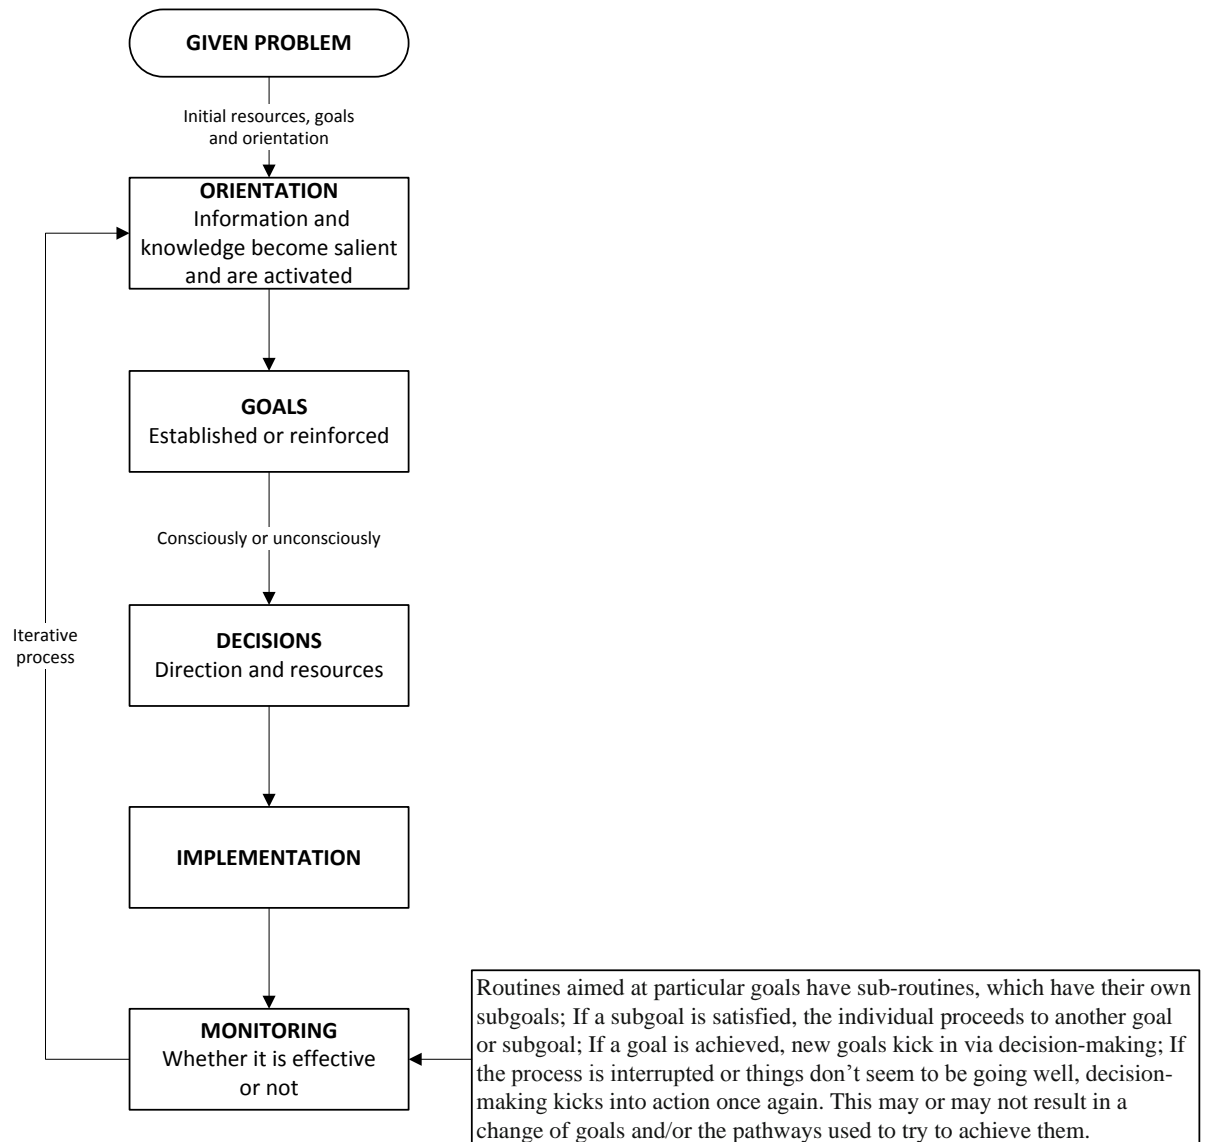 GIVEN PROBLEM
Initial resources, goals
and orientation
ORIENTATION
Information and
knowledge become salient
and are activated
GOALS
Established or reinforced
Consciously or unconsciously
DECISIONS
Direction and resources
Iterative
process
IMPLEMENTATION
MONITORING
Whether it is effective
or not
Routines aimed at particular goals have sub-routines, which have their own
subgoals; If a subgoal is satisfied, the individual proceeds to another goal
or subgoal; If a goal is achieved, new goals kick in via decision-making; If
the process is interrupted or things don’t seem to be going well, decision-
making kicks into action once again. This may or may not result in a
change of goals and/or the pathways used to try to achieve them.